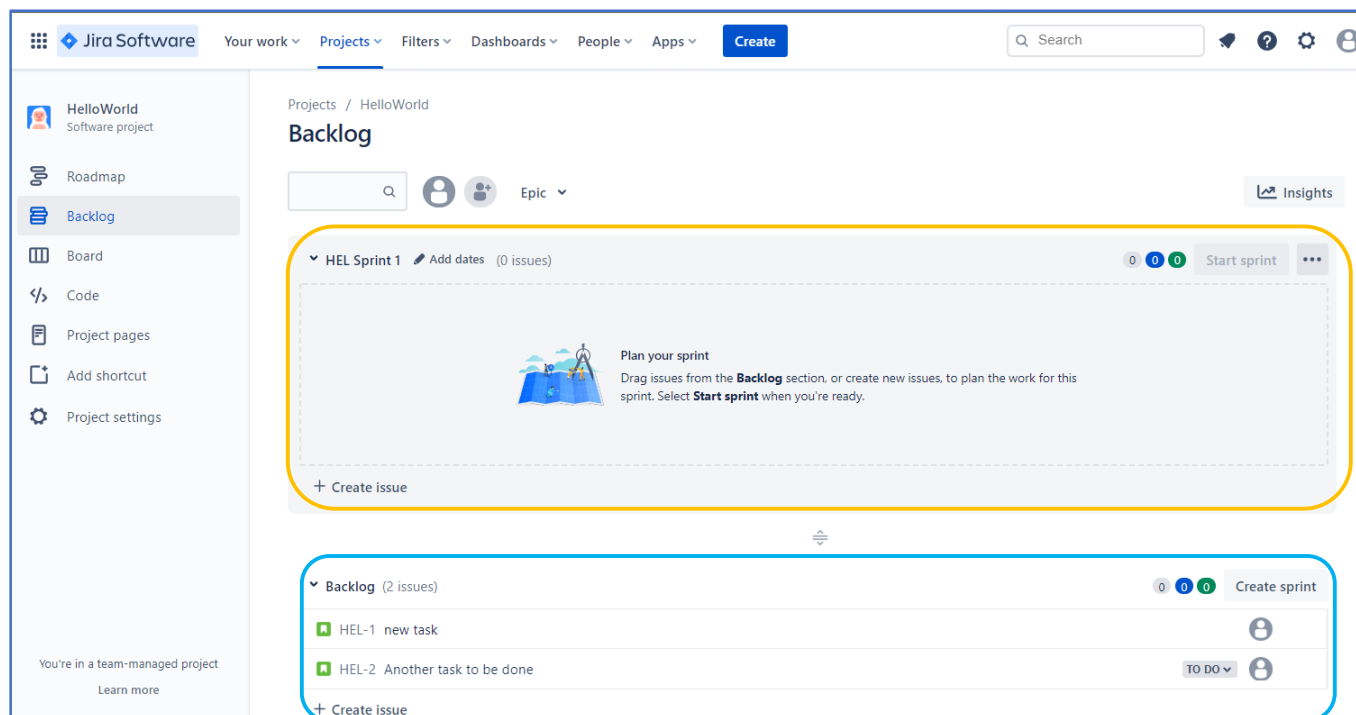 Jira Software Your work Projects Filters Dashboards People Apps Create Search
HelloWorld
Software project
Roadmap
Backlog
Board
Code
Project pages
Add shortcut
Project settings
You're in a team-managed project
Learn more
Projects / HelloWorld
Backlog
Epic Insights
HEL Sprint 1 Add dates (0 issues) 0 0 0 Start sprint
Plan your sprint
Drag issues from the Backlog section, or create new issues, to plan the work for this
sprint. Select Start sprint when you're ready.
+ Create issue
Backlog (2 issues) 0 0 0 Create sprint
HEL-1 new task
HEL-2 Another task to be done TO DO
+ Create issue